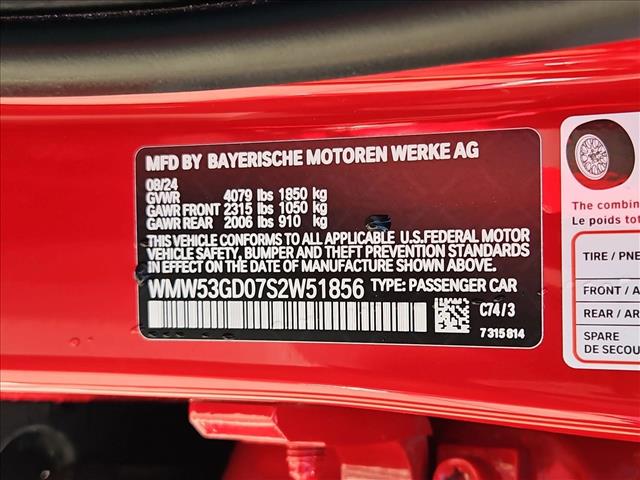 MFD BY BAYERISCHE MOTOREN WERKE AG
08/24
GVWR 4079 lbs 1850 kg
GAWR FRONT 2315 lbs 1050 kg
GAWR REAR 2006 lbs 910 kg
THIS VEHICLE CONFORMS TO ALL APPLICABLE U.S.FEDERAL MOTOR
VEHICLE SAFETY, BUMPER AND THEFT PREVENTION STANDARDS
IN EFFECT ON THE DATE OF MANUFACTURE SHOWN ABOVE.
WMW53GD07S2W51856 TYPE: PASSENGER CAR
C74/3
7315814
The combin
Le poids tot
TIRE / PNE
FRONT / A
REAR / AR
SPARE
DE SECOU